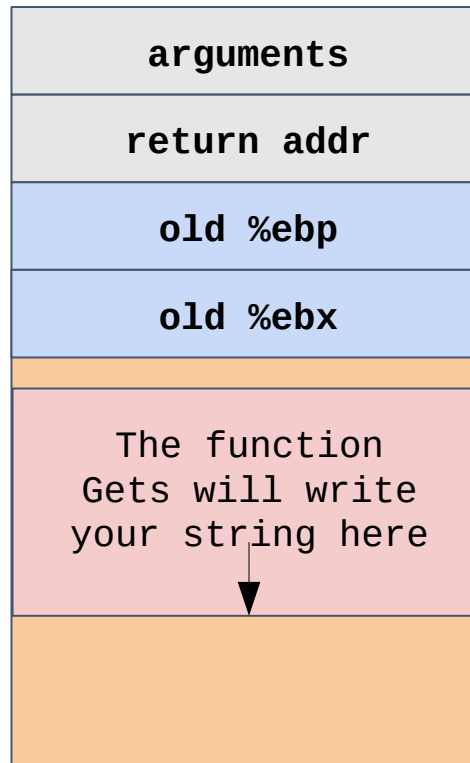 arguments
return addr
old %ebp
old %ebx
The function
Gets will write
your string here